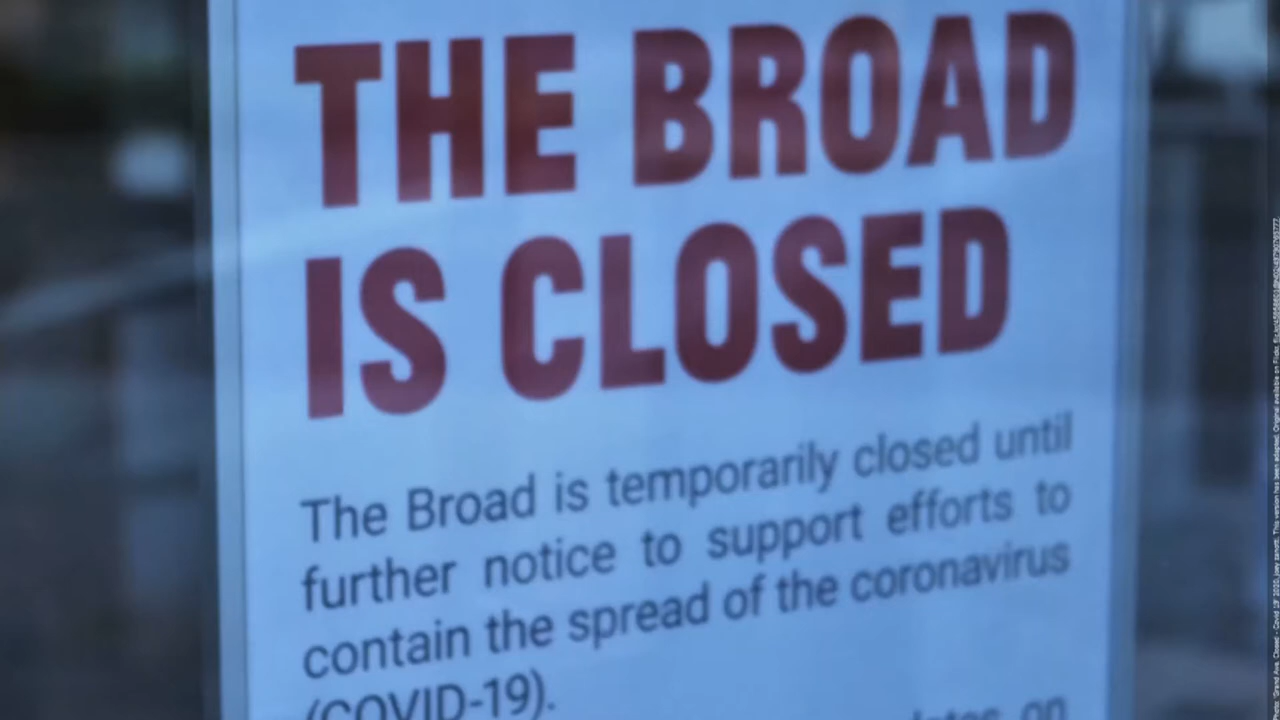 THE BROAD
IS CLOSED
The Broad is temporarily closed until
further notice to support efforts to
contain the spread of the coronavirus
(COVID-19).
on